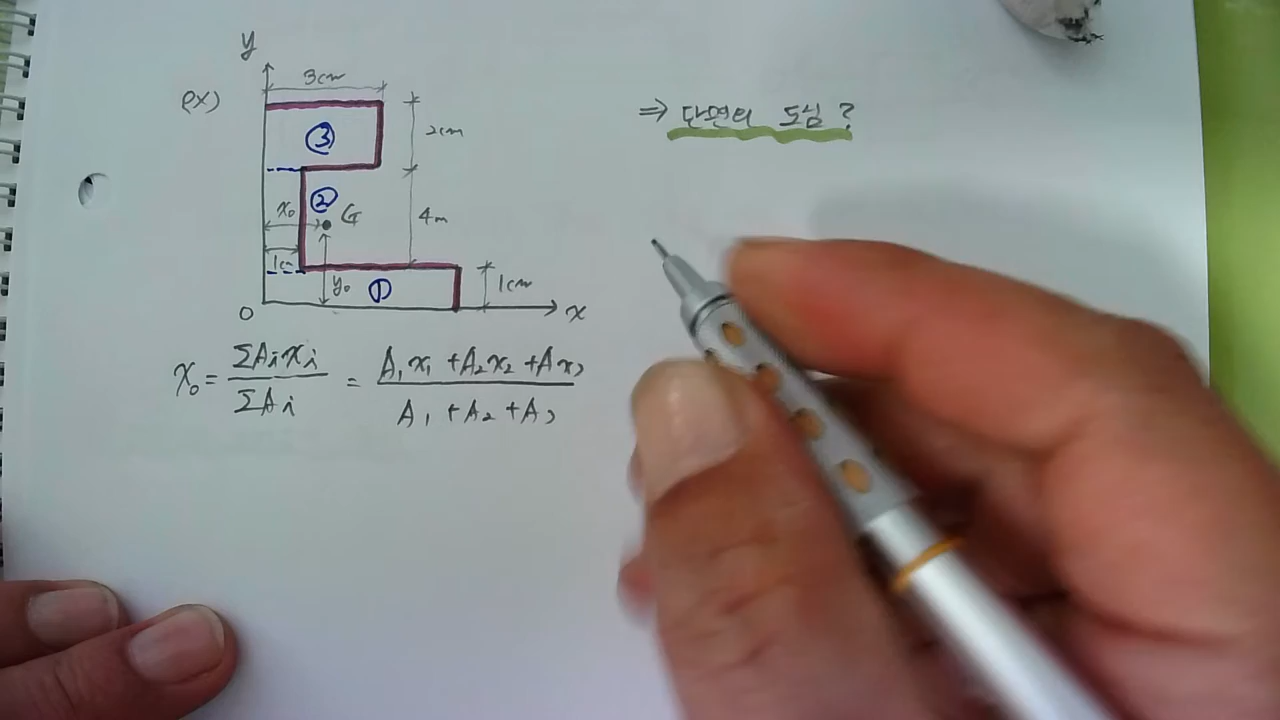 y
3cm
ex)
⇒ 단면의 도심?
③
2cm
②
x₀
G
4m
1cm
y₀
①
1cm
0
x
x₀ = ΣAᵢxᵢ / ΣAᵢ = A₁x₁ + A₂x₂ + A x₃ / A₁ + A₂ + A₃